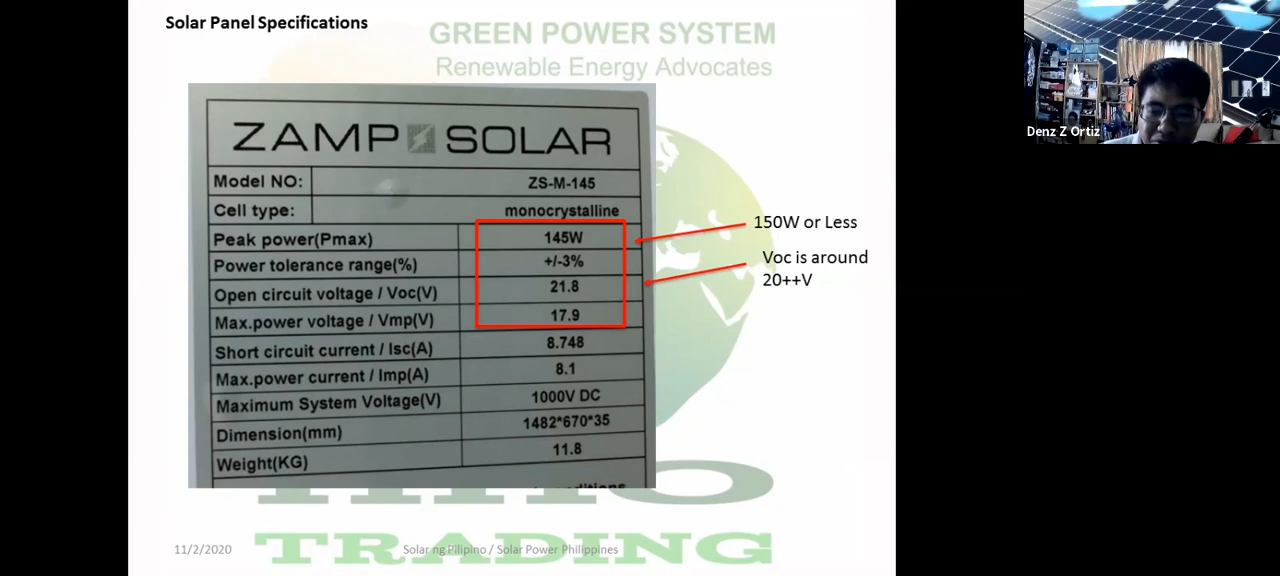 Solar Panel Specifications
GREEN POWER SYSTEM
Renewable Energy Advocates
ZAMP SOLAR
Model NO: ZS-M-145
Cell type: monocrystalline
Peak power(Pmax) 145W
Power tolerance range(%) +/-3%
Open circuit voltage / Voc(V) 21.8
Max.power voltage / Vmp(V) 17.9
Short circuit current / Isc(A) 8.748
Max.power current / Imp(A) 8.1
Maximum System Voltage(V) 1000V DC
Dimension(mm) 1482*670*35
Weight(KG) 11.8
150W or Less
Voc is around
20++V
TRADING
11/2/2020
Solar ng Pilipino / Solar Power Philippines
Denz Z Ortiz